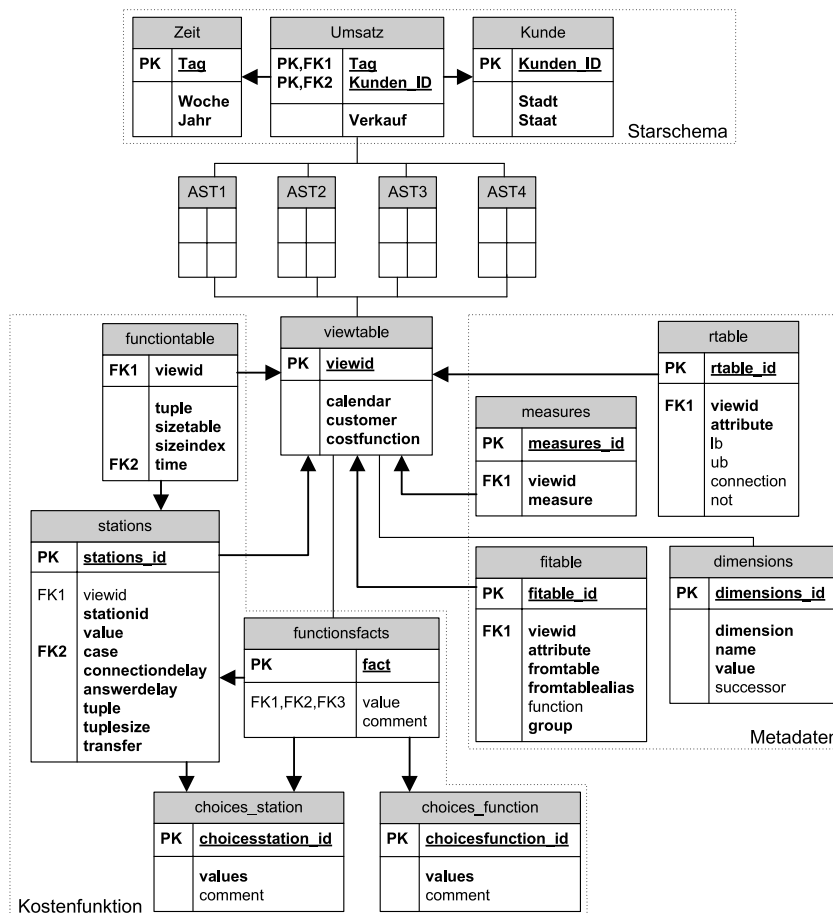 Zeit
PK Tag
Woche
Jahr
Umsatz
PK,FK1 Tag
PK,FK2 Kunden_ID
Verkauf
Kunde
PK Kunden_ID
Stadt
Staat
Starschema
AST1
AST2
AST3
AST4
functiontable
FK1 viewid
tuple
sizetable
sizeindex
FK2 time
viewtable
PK viewid
calendar
customer
costfunction
rtable
PK rtable_id
FK1 viewid
attribute
lb
ub
connection
not
measures
PK measures_id
FK1 viewid
measure
stations
PK stations_id
FK1 viewid
stationid
value
FK2 case
connectiondelay
answerdelay
tuple
tuplesize
transfer
functionsfacts
PK fact
FK1,FK2,FK3 value
comment
fitable
PK fitable_id
FK1 viewid
attribute
fromtable
fromtablealias
function
group
dimensions
PK dimensions_id
dimension
name
value
successor
Metadaten
choices_station
PK choicesstation_id
values
comment
choices_function
PK choicesfunction_id
values
comment
Kostenfunktion